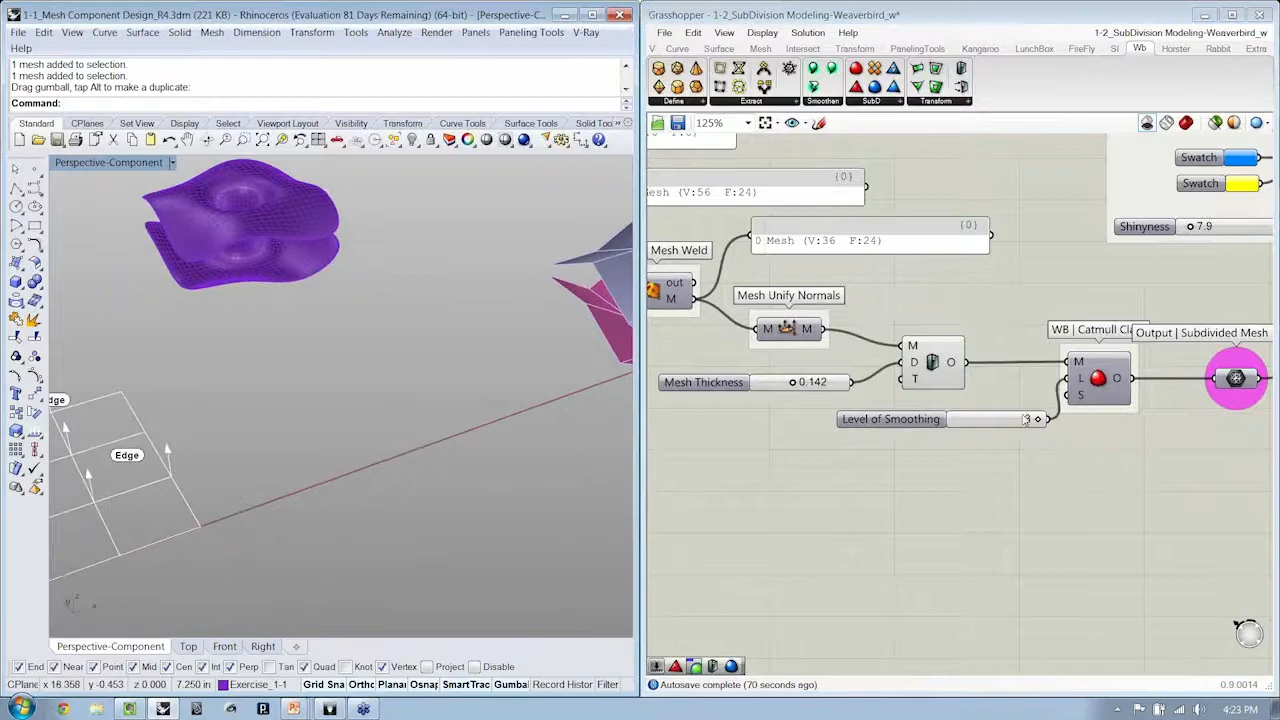 1-1_Mesh Component Design_R4.3dm (221 KB) - Rhinoceros (Evaluation 81 Days Remaining) (64-bit) - [Perspective-C...
File Edit View Curve Surface Solid Mesh Dimension Transform Tools Analyze Render Panels Paneling Tools V-Ray
Help
1 mesh added to selection.
1 mesh added to selection.
Drag gumball, tap Alt to make a duplicate:
Command:
Standard CPlanes Set View Display Select Viewport Layout Visibility Transform Curve Tools Surface Tools Solid Too
Perspective-Component
dge
Edge
z
x
Perspective-Component Top Front Right
End Near Point Mid Cen Int Perp Tan Quad Knot Vertex Project Disable
CPlane x 18.358 y -0.453 z 0.000 7.250 in Exercise_1-1 Grid Sna Ortho Planar Osnap SmartTrac Gumba Record Histor Filter
Grasshopper - 1-2_SubDivision Modeling-Weaverbird_w*
File Edit View Display Solution Help
1-2_SubDivision Modeling-Weaverbird_w
V Curve Surface Mesh Intersect Transform PanelingTools Kangaroo LunchBox FireFly SI Wb Horster Rabbit Extra
Define Extract Smoothen SubD Transform
125%
{0}
Mesh (V:56 F:24)
{0}
0 Mesh (V:36 F:24)
Swatch
Swatch
Shinyness 7.9
Mesh Weld
out
M
Mesh Unify Normals
M M
M
D O
T
Mesh Thickness 0.142
Level of Smoothing 3
WB | Catmull Cla
M
L O
S
Output | Subdivided Mesh
Autosave complete (70 seconds ago)
0.9.0014
4:23 PM